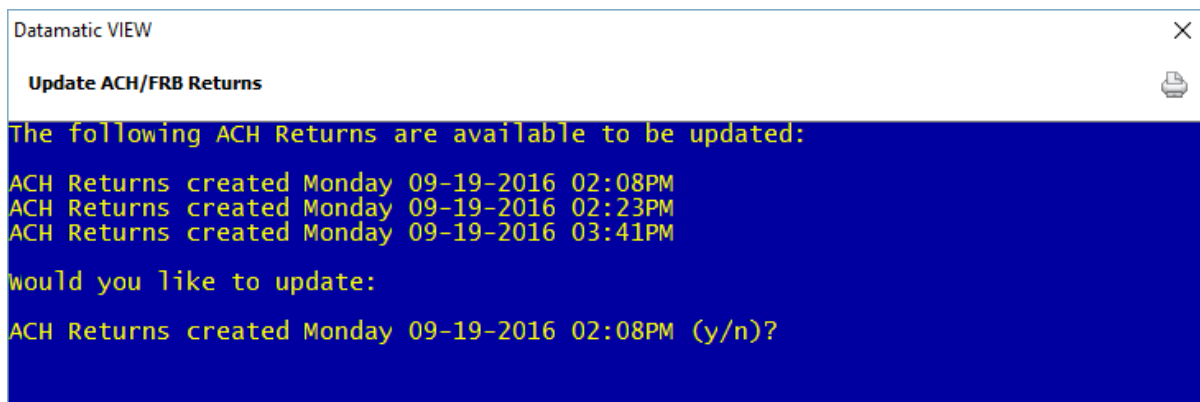 Datamatic VIEW
Update ACH/FRB Returns
The following ACH Returns are available to be updated:
ACH Returns created Monday 09-19-2016 02:08PM
ACH Returns created Monday 09-19-2016 02:23PM
ACH Returns created Monday 09-19-2016 03:41PM
Would you like to update:
ACH Returns created Monday 09-19-2016 02:08PM (y/n)?